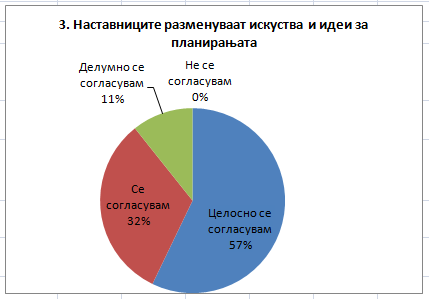 3. Наставниците разменуваат искуства и идеи за
планирањата
Делумно се
согласувам
11%
Не се
согласувам
0%
Се
согласувам
32%
Целосно се
согласувам
57%